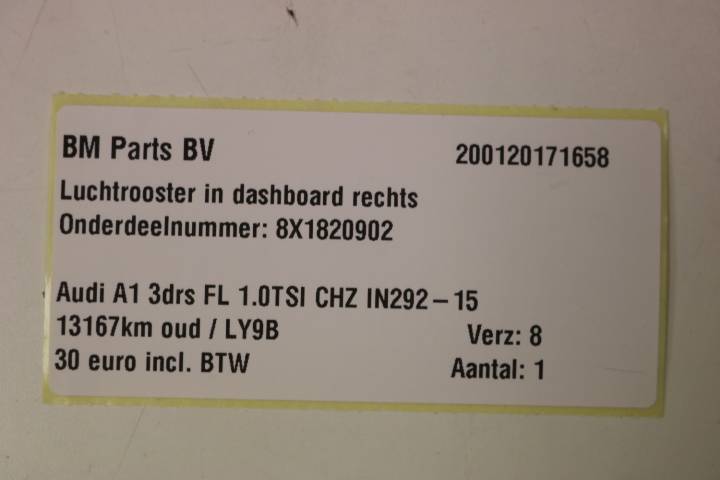 BM Parts BV 200120171658
Luchtrooster in dashboard rechts
Onderdeelnummer: 8X1820902
Audi A1 3drs FL 1.0TSI CHZ IN292-15
13167km oud / LY9B Verz: 8
30 euro incl. BTW Aantal: 1